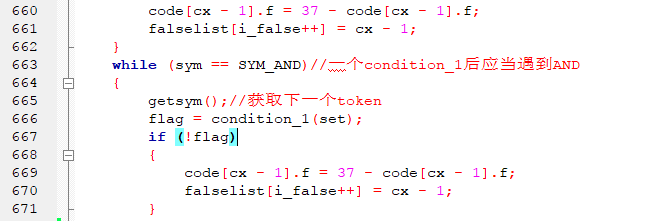 660 code[cx - 1].f = 37 - code[cx - 1].f;
661 falselist[i_false++] = cx - 1;
662 }
663 while (sym == SYM_AND)//一个condition_1后应当遇到AND
664 {
665 getsym();//获取下一个token
666 flag = condition_1(set);
667 if (!flag)
668 {
669 code[cx - 1].f = 37 - code[cx - 1].f;
670 falselist[i_false++] = cx - 1;
671 }